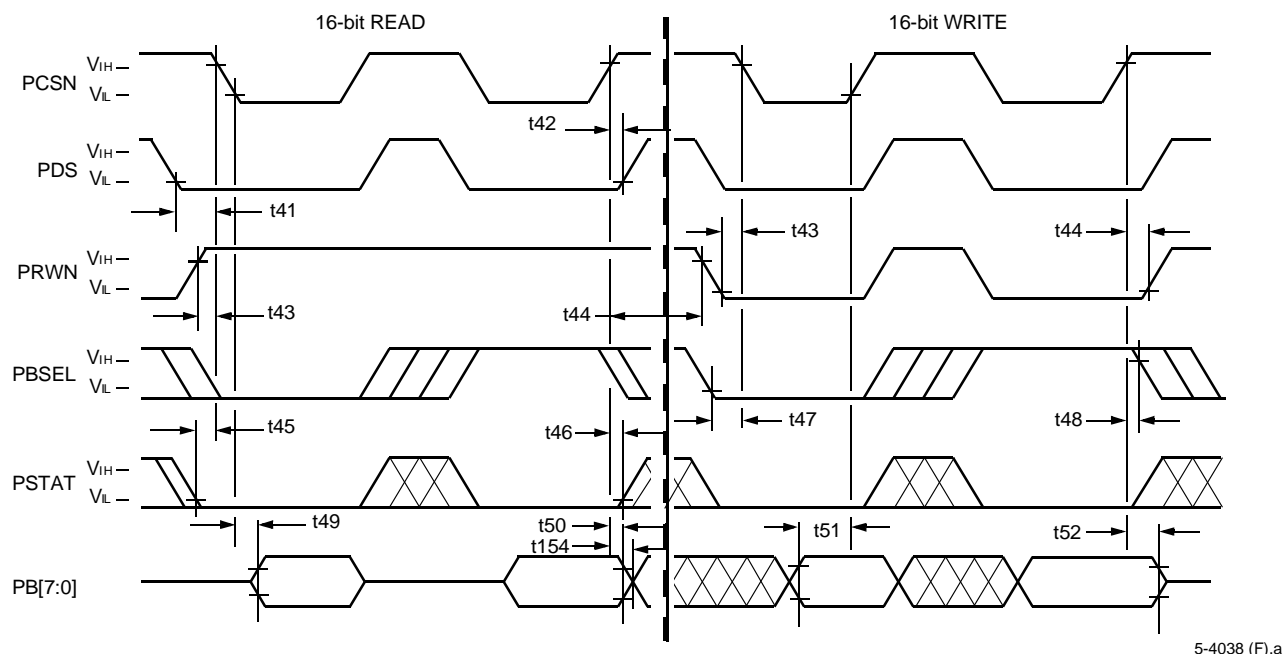 16-bit READ 16-bit WRITE
PCSN VIH – VIL –
t42
PDS VIH – VIL –
t41 t43 t44
PRWN VIH – VIL –
t43 t44
PBSEL VIH – VIL –
t45 t46 t47 t48
PSTAT VIH – VIL –
t49 t50 t51 t52
t154
PB[7:0]
5-4038 (F).a